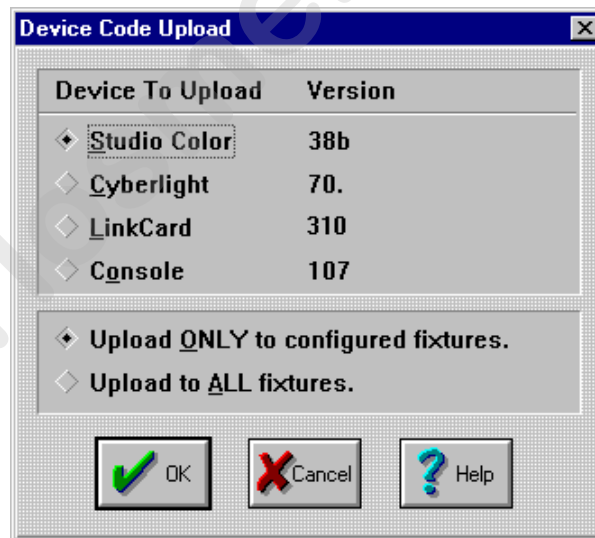 Device Code Upload
Device To Upload Version
Studio Color 38b
Cyberlight 70.
LinkCard 310
Console 107
Upload ONLY to configured fixtures.
Upload to ALL fixtures.
OK Cancel Help